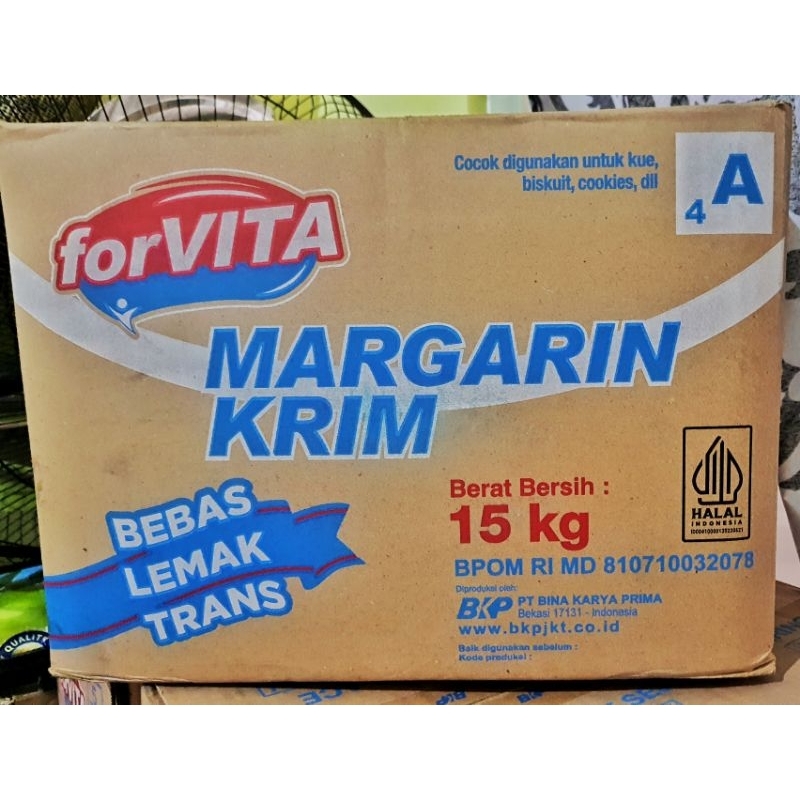 forVITA
Cocok digunakan untuk kue,
biskuit, cookies, dll
4 A
MARGARIN
KRIM
BEBAS
LEMAK
TRANS
Berat Bersih :
15 kg
HALAL
INDONESIA
BPOM RI MD 810710032078
Diproduksi oleh:
BKP PT BINA KARYA PRIMA
Bekasi 17131 - Indonesia
www.bkpjkt.co.id
Baik digunakan sebelum :
Kode produksi :
QUALITE